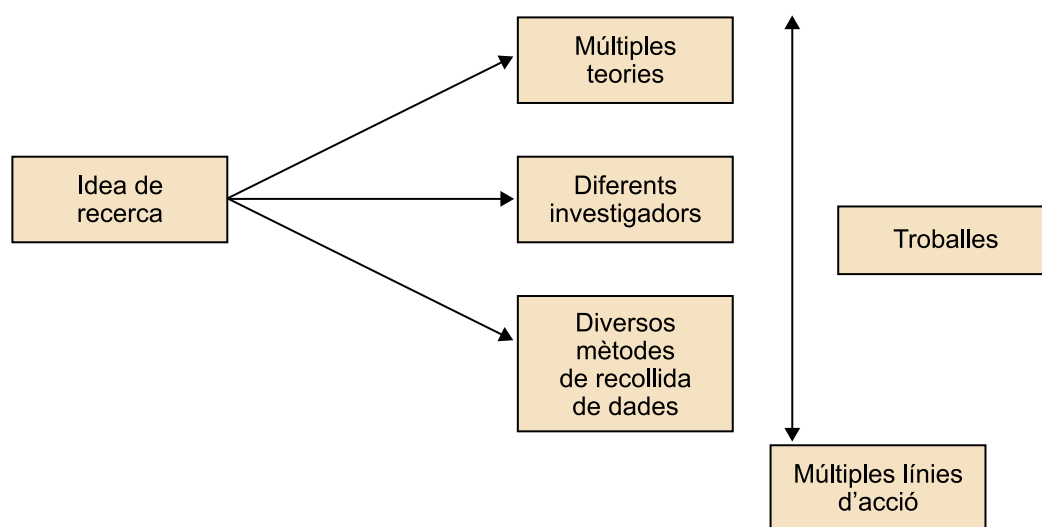 Múltiples
teories
Idea de
recerca
Diferents
investigadors
Troballes
Diversos
mètodes
de recollida
de dades
Múltiples línies
d’acció